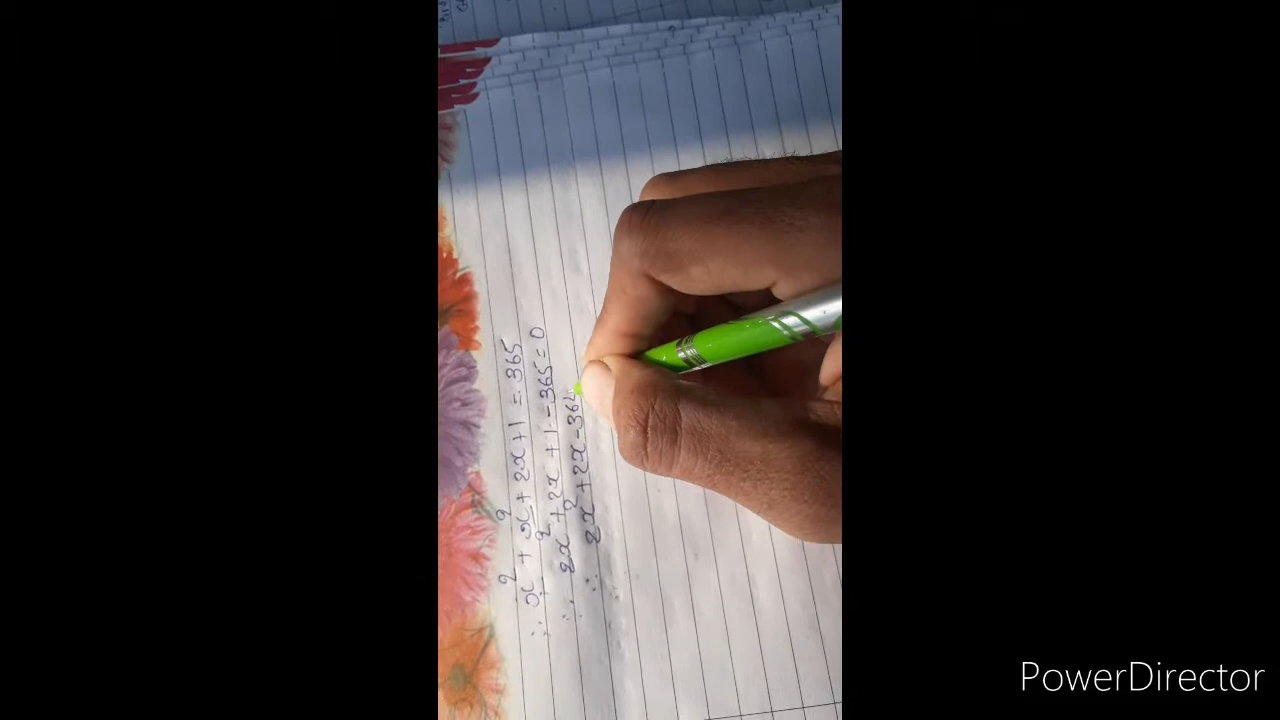 ∴ x² + x² + 2x + 1 = 365
∴ 2x² + 2x + 1 - 365 = 0
∴ 2x² + 2x - 364
PowerDirector